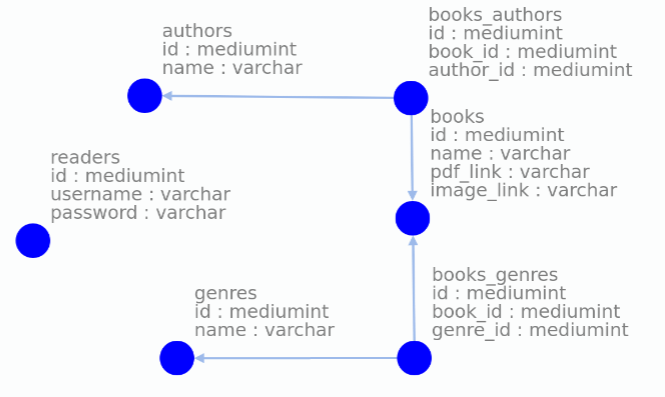 authors
id : mediumint
name : varchar
books_authors
id : mediumint
book_id : mediumint
author_id : mediumint
books
id : mediumint
name : varchar
pdf_link : varchar
image_link : varchar
readers
id : mediumint
username : varchar
password : varchar
genres
id : mediumint
name : varchar
books_genres
id : mediumint
book_id : mediumint
genre_id : mediumint